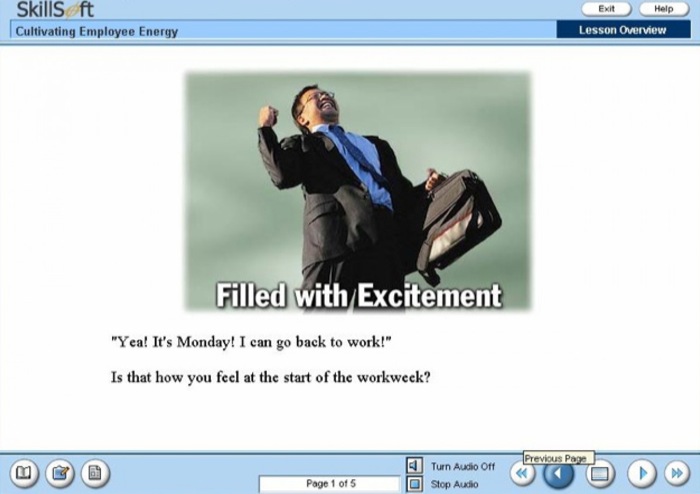 SkillSoft
Exit
Help
Cultivating Employee Energy
Lesson Overview
Filled with Excitement
"Yea! It's Monday! I can go back to work!"
Is that how you feel at the start of the workweek?
Previous Page
Turn Audio Off
Page 1 of 5
Stop Audio